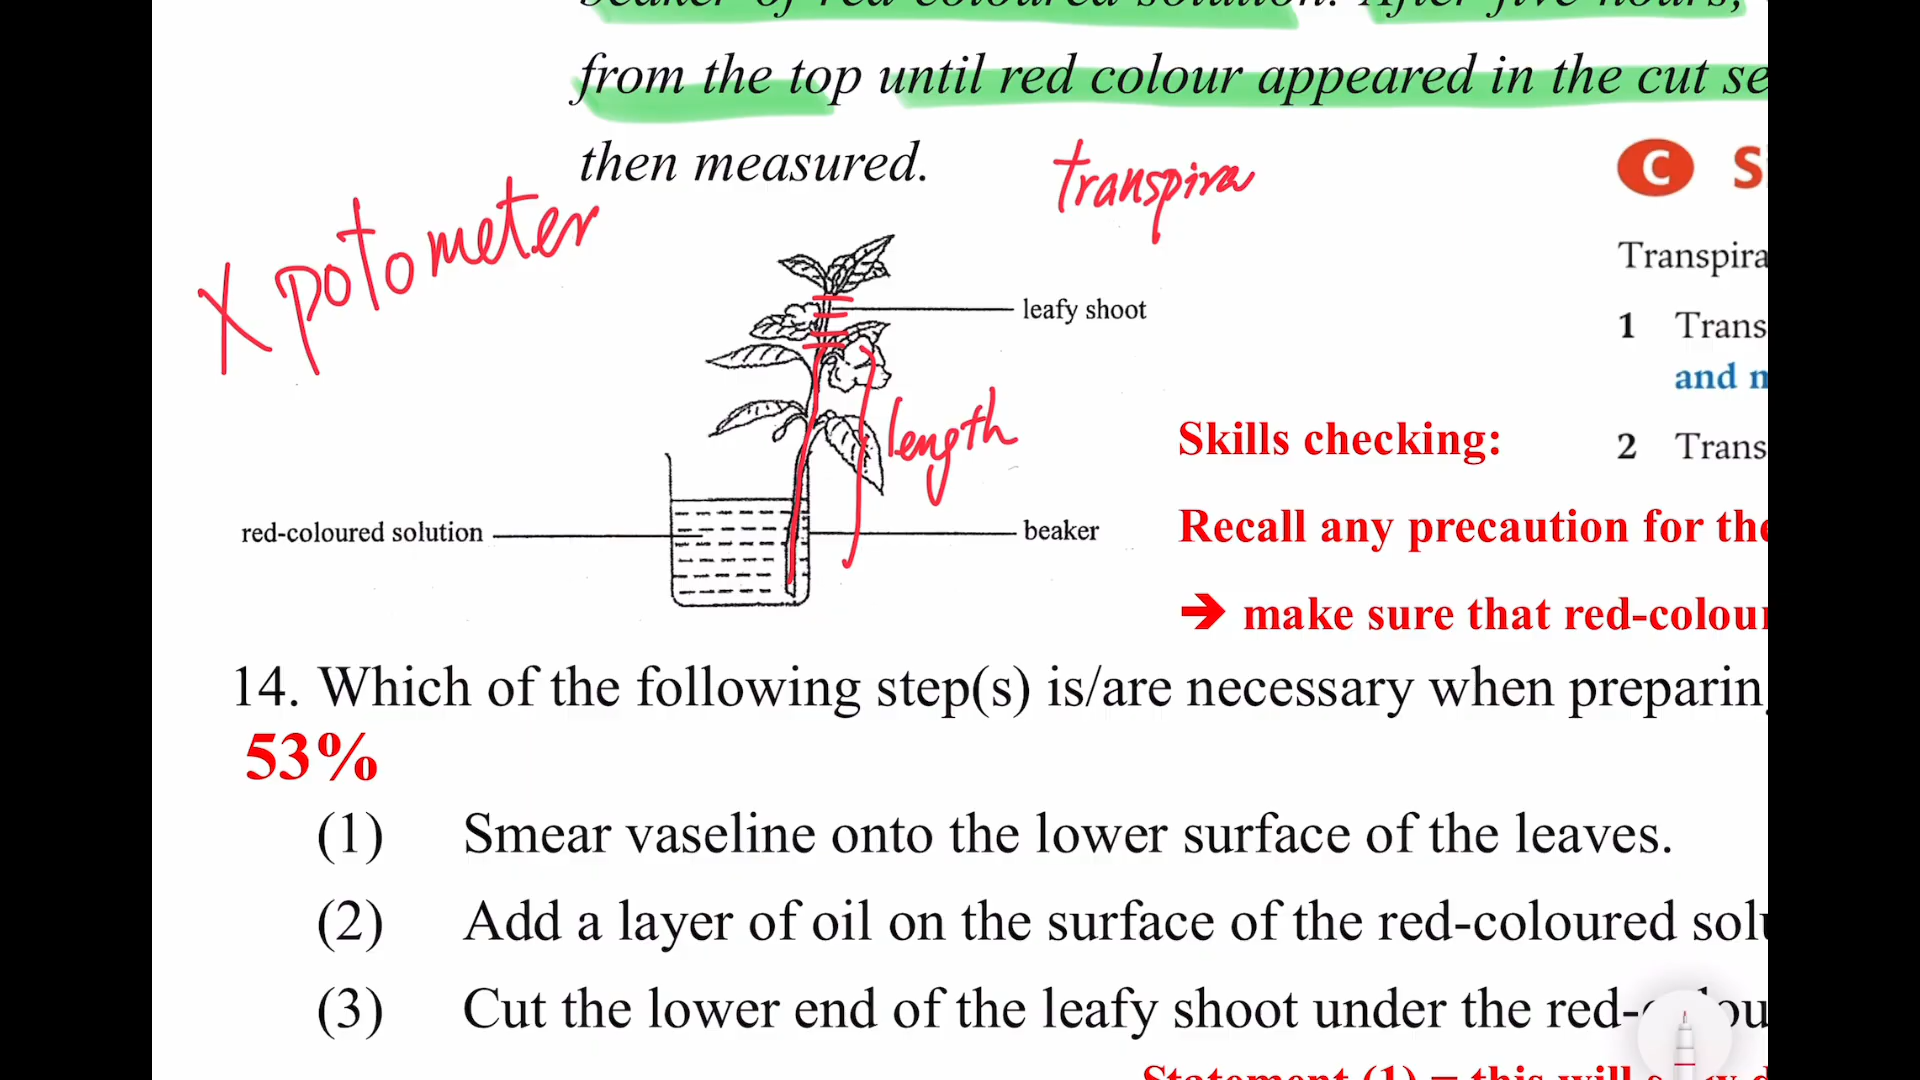 from the top until red colour appeared in the cut se
then measured.
transpira
C
X potometer
Transpira
leafy shoot
1 Trans
and
length
Skills checking:
2 Trans
red-coloured solution
beaker
Recall any precaution for the
➔ make sure that red-colou
14. Which of the following step(s) is/are necessary when preparin
53%
(1) Smear vaseline onto the lower surface of the leaves.
(2) Add a layer of oil on the surface of the red-coloured sol
(3) Cut the lower end of the leafy shoot under the red-